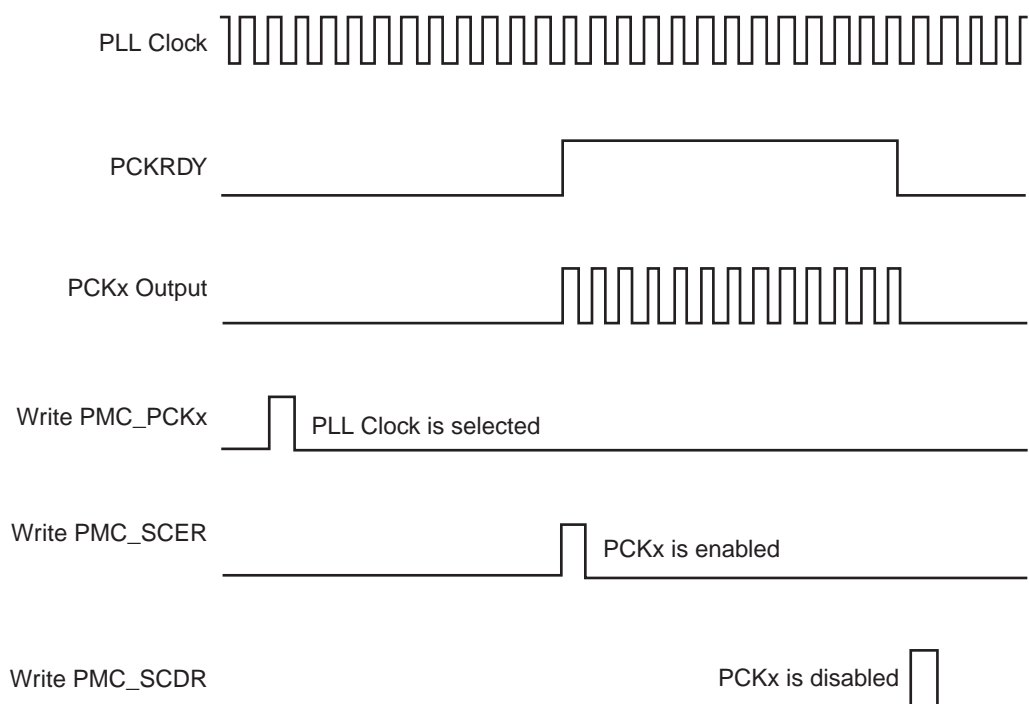 PLL Clock
PCKRDY
PCKx Output
Write PMC_PCKx
PLL Clock is selected
Write PMC_SCER
PCKx is enabled
Write PMC_SCDR
PCKx is disabled